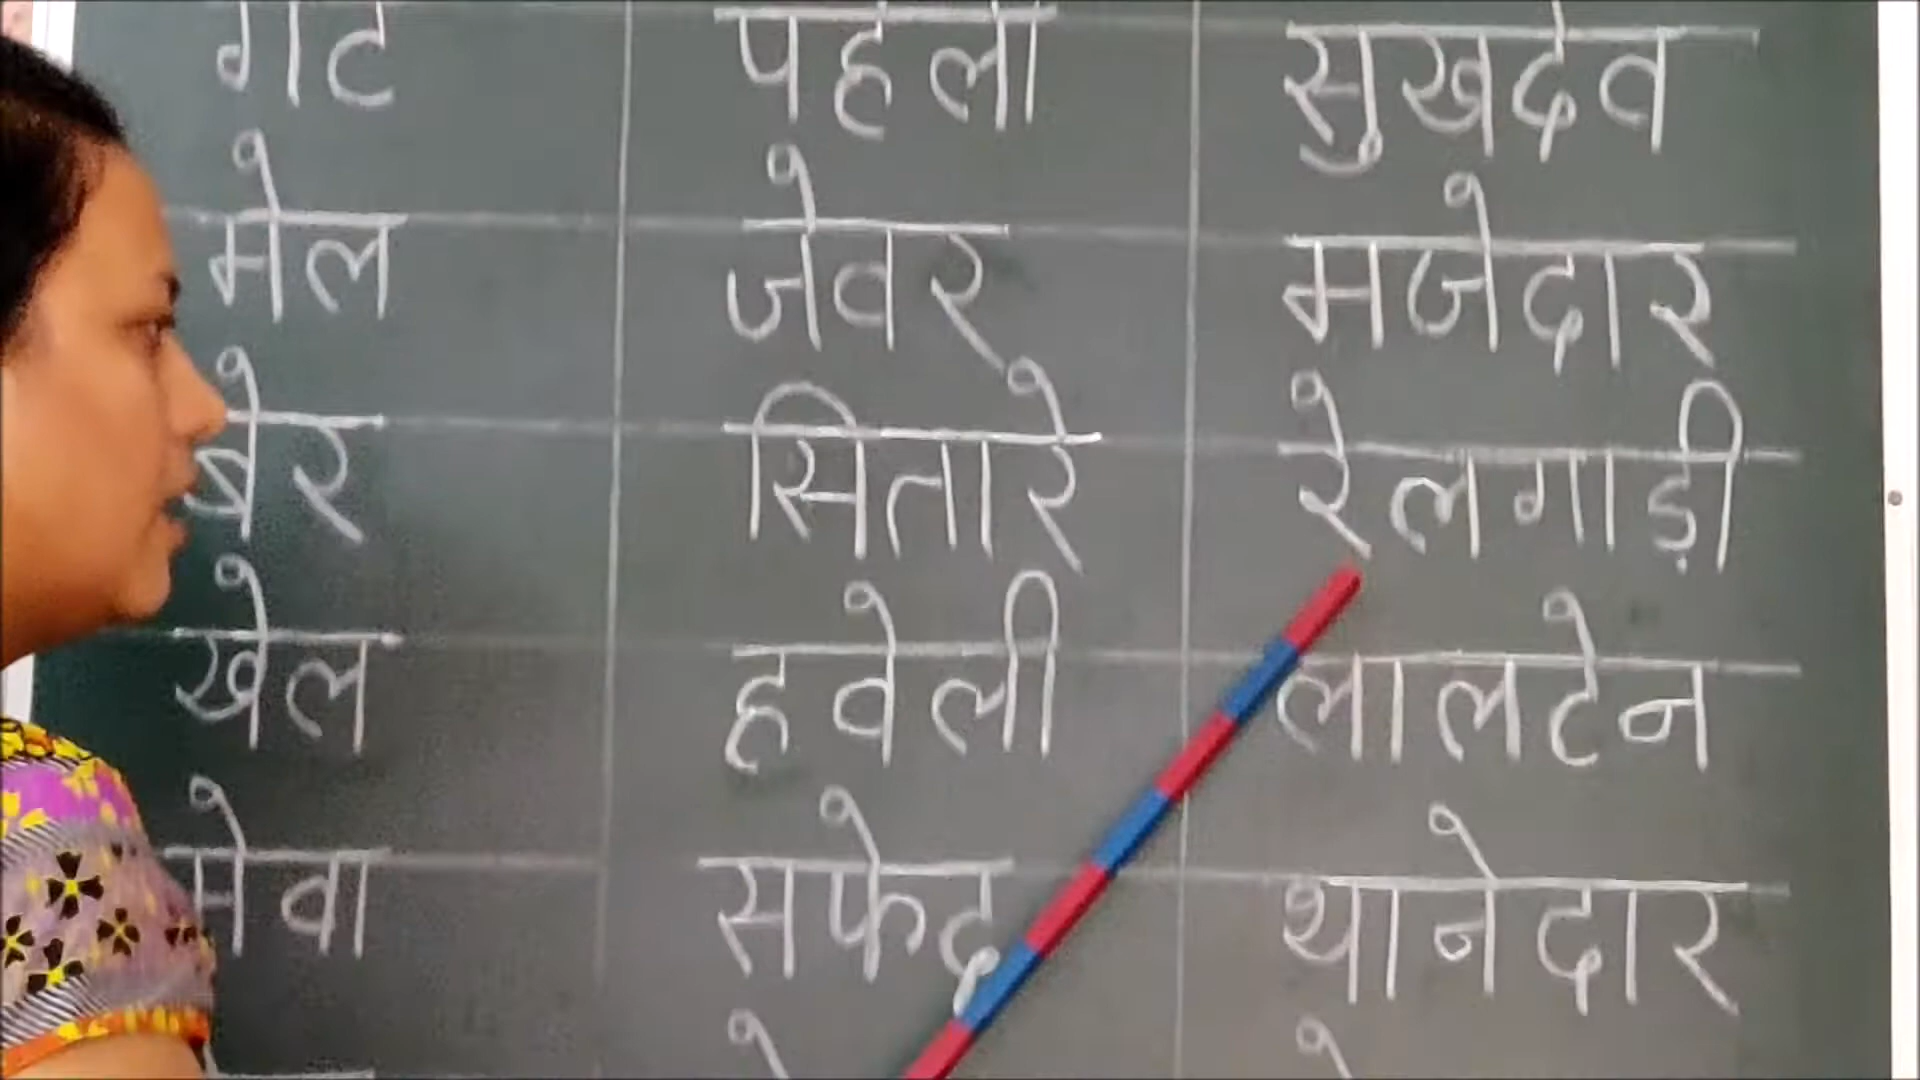 गेट पहेली सुखदेव
मेल जेवर मजेदार
बेर सितारे रेलगाड़ी
खेल हवेली लालटेन
मेवा सफेद थानेदार